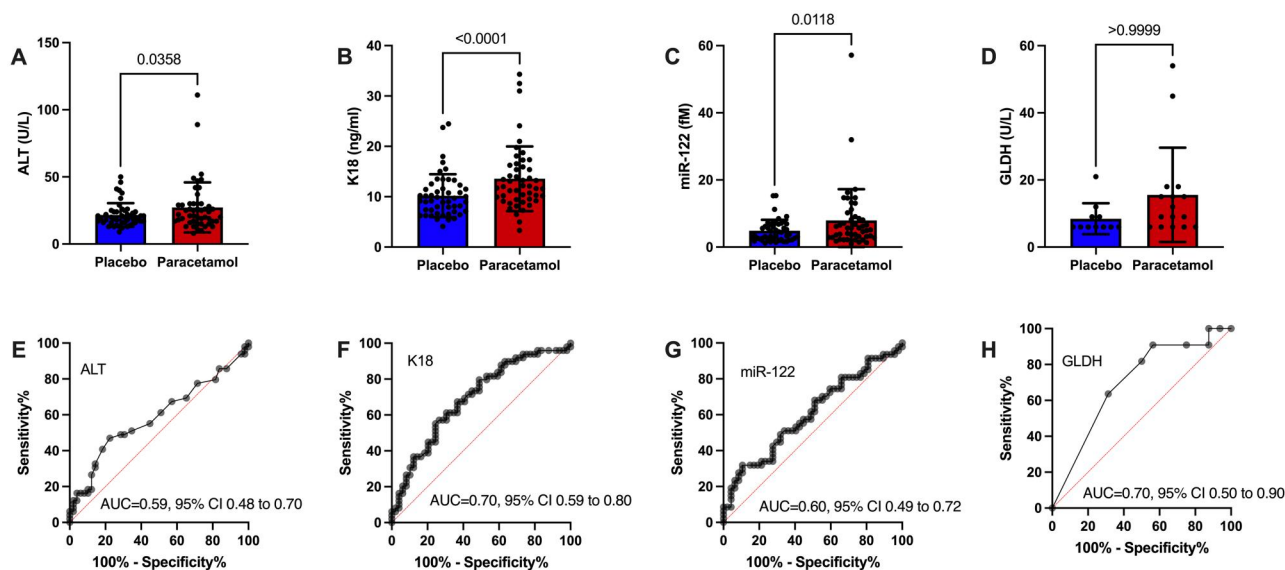 A
ALT (U/L)
150
100
50
0
0.0358
Placebo
Paracetamol
B
K18 (ng/ml)
40
30
20
10
0
<0.0001
Placebo
Paracetamol
C
miR-122 (fM)
60
40
20
0
0.0118
Placebo
Paracetamol
D
GLDH (U/L)
60
40
20
0
>0.9999
Placebo
Paracetamol
E
ALT
Sensitivity%
100
80
60
40
20
0
AUC=0.59, 95% CI 0.48 to 0.70
0 20 40 60 80 100
100% - Specificity%
F
K18
Sensitivity%
100
80
60
40
20
0
AUC=0.70, 95% CI 0.59 to 0.80
0 20 40 60 80 100
100% - Specificity%
G
miR-122
Sensitivity%
100
80
60
40
20
0
AUC=0.60, 95% CI 0.49 to 0.72
0 20 40 60 80 100
100% - Specificity%
H
GLDH
Sensitivity%
100
80
60
40
20
0
AUC=0.70, 95% CI 0.50 to 0.90
0 20 40 60 80 100
100% - Specificity%